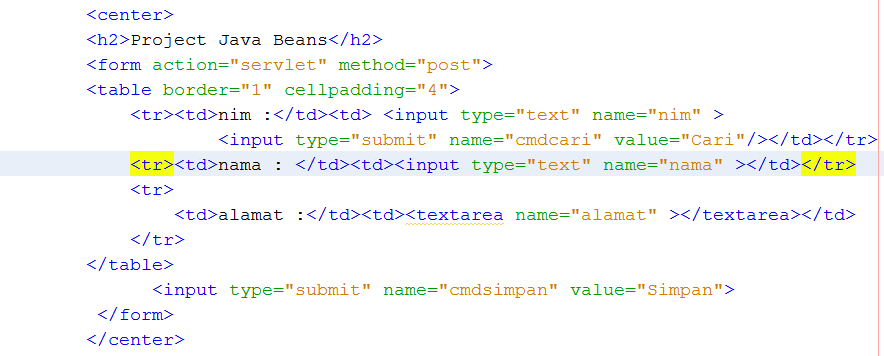 <center>
<h2>Project Java Beans</h2>
<form action="servlet" method="post">
<table border="1" cellpadding="4">
<tr><td>nim :</td><td> <input type="text" name="nim" >
<input type="submit" name="cmdcari" value="Cari"/></td></tr>
<tr><td>nama : </td><td><input type="text" name="nama" ></td></tr>
<tr>
<td>alamat :</td><td><textarea name="alamat" ></textarea></td>
</tr>
</table>
<input type="submit" name="cmdsimpan" value="Simpan">
</form>
</center>